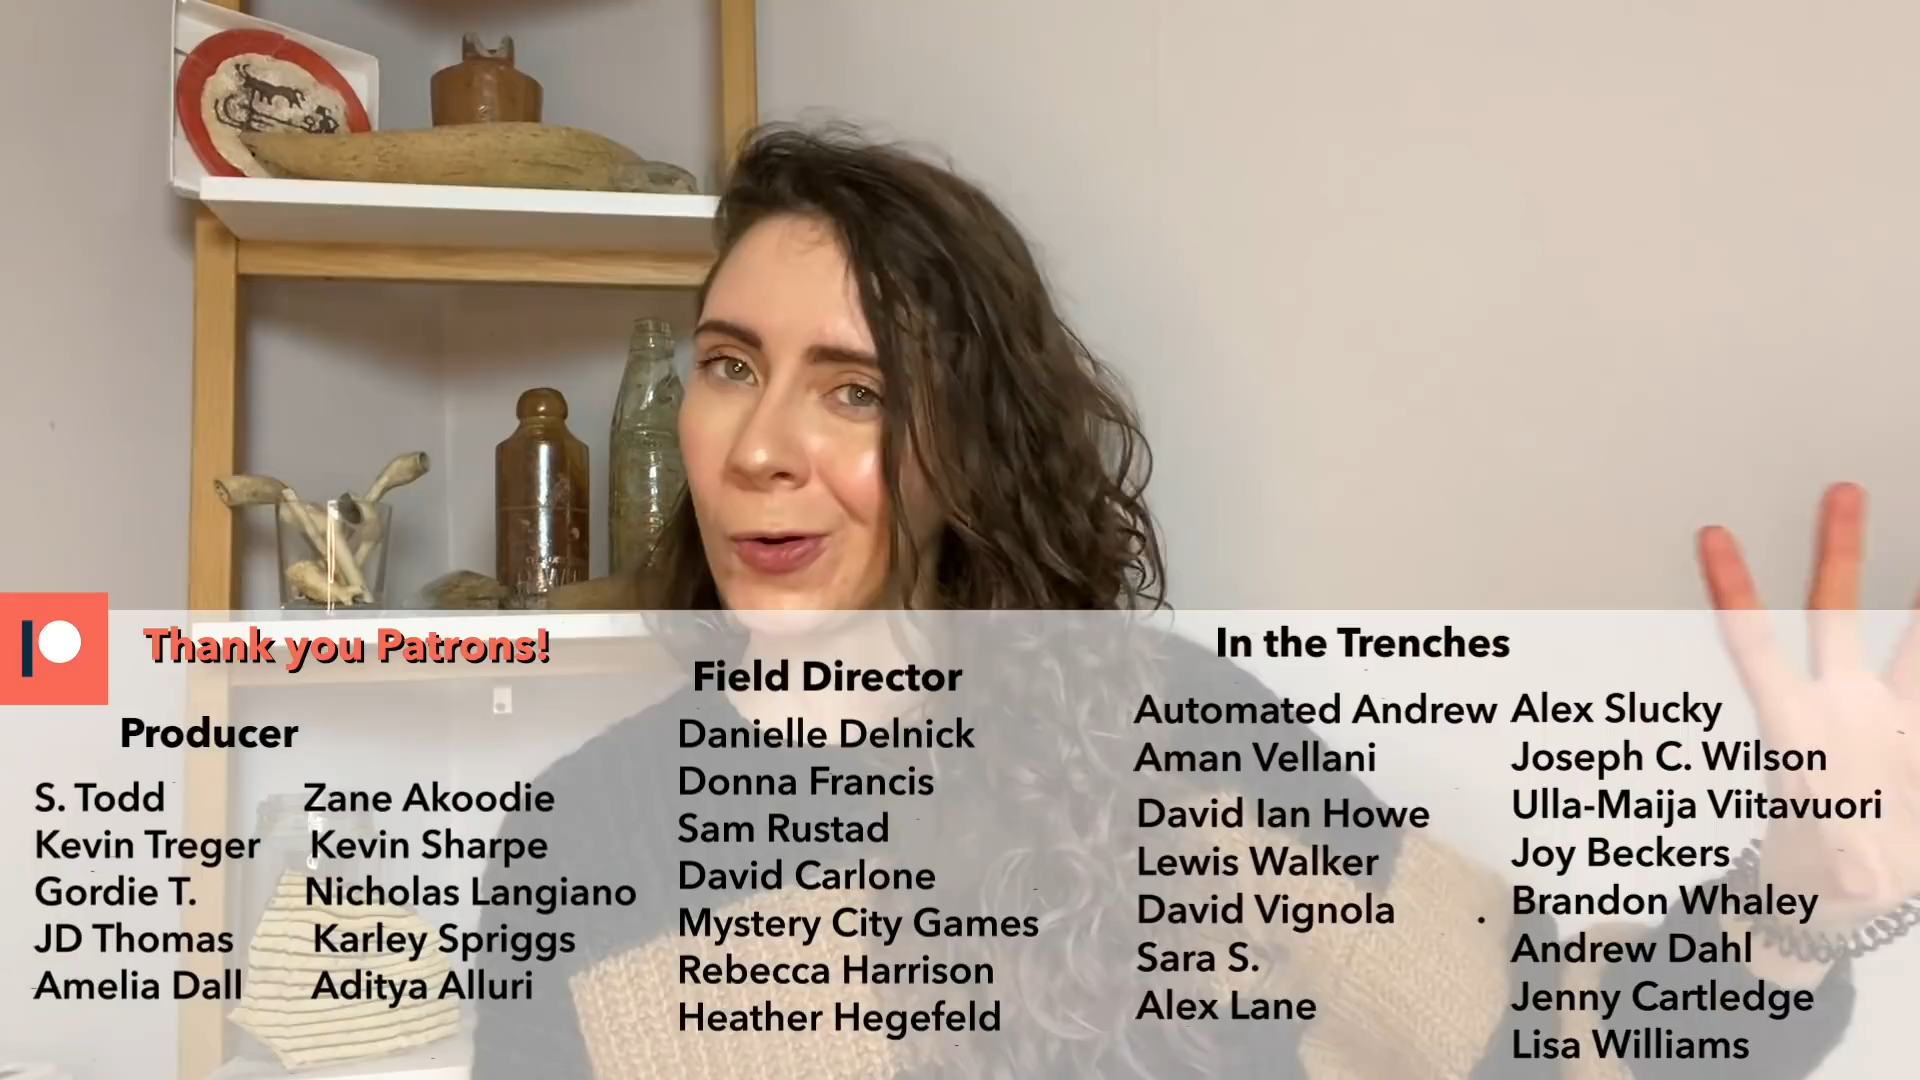 Thank you Patrons!
Producer
S. Todd
Kevin Treger
Gordie T.
JD Thomas
Amelia Dall
Zane Akoodie
Kevin Sharpe
Nicholas Langiano
Karley Spriggs
Aditya Alluri
Field Director
Danielle Delnick
Donna Francis
Sam Rustad
David Carlone
Mystery City Games
Rebecca Harrison
Heather Hegefeld
In the Trenches
Automated Andrew
Aman Vellani
David Ian Howe
Lewis Walker
David Vignola
Sara S.
Alex Lane
.
Alex Slucky
Joseph C. Wilson
Ulla-Maija Viitavuori
Joy Beckers
Brandon Whaley
Andrew Dahl
Jenny Cartledge
Lisa Williams